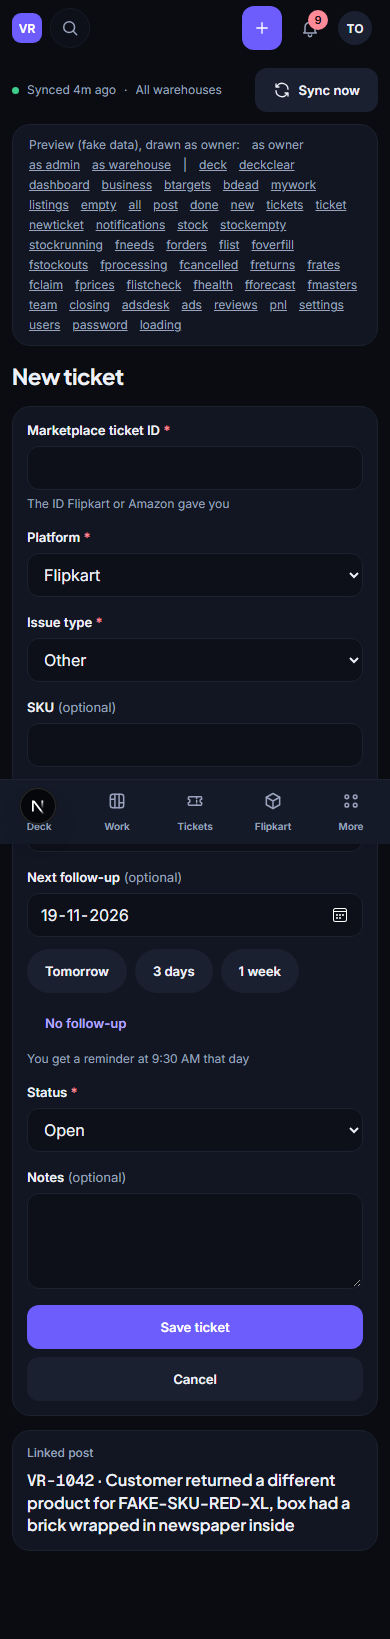 VR
9
TO
Synced 4m ago · All warehouses
Sync now
Preview (fake data), drawn as owner: as owner
as admin as warehouse | deck deckclear
dashboard business btargets bdead mywork
listings empty all post done new tickets ticket
newticket notifications stock stockempty
stockrunning fneeds forders flist foverfill
fstockouts fprocessing fcancelled freturns frates
fclaim fprices flistcheck fhealth fforecast fmasters
team closing adsdesk ads reviews pnl settings
users password loading
New ticket
Marketplace ticket ID *
The ID Flipkart or Amazon gave you
Platform *
Flipkart
Issue type *
Other
SKU (optional)
N
Deck Work Tickets Flipkart More
Next follow-up (optional)
19-11-2026
Tomorrow 3 days 1 week
No follow-up
You get a reminder at 9:30 AM that day
Status *
Open
Notes (optional)
Save ticket
Cancel
Linked post
VR-1042 · Customer returned a different
product for FAKE-SKU-RED-XL, box had a
brick wrapped in newspaper inside